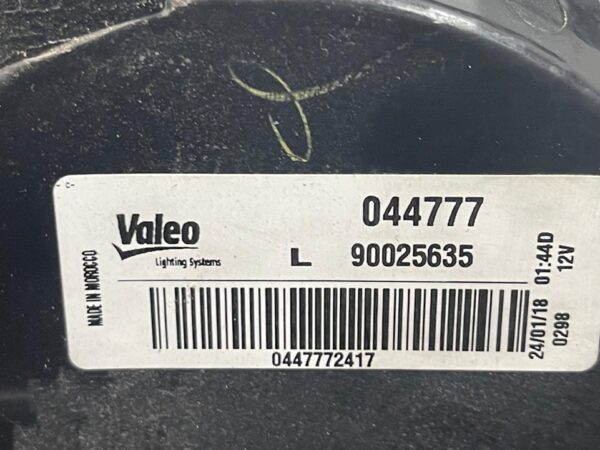 -c-
044777
Valeo
Lighting Systems
L 90025635
MADE IN MOROCCO
0447772417
24/01/18 01:44D
0298 12V